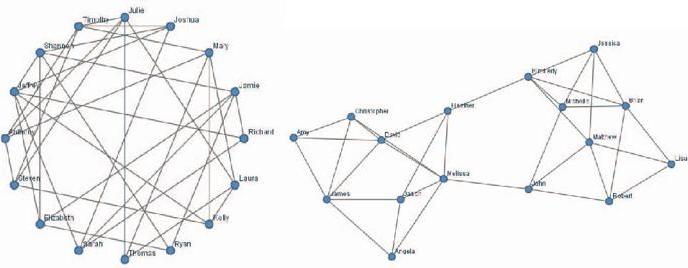 Julie
Timothy
Joshua
Shannon
Mary
Jeffrey
Jamie
Anthony
Richard
Steven
Laura
Elizabeth
Kelly
Sarah
Ryan
Thomas
Jessica
Kimberly
Heather
Michelle
Brian
Christopher
Amy
David
Matthew
Lisa
Melissa
John
James
Jason
Robert
Angela